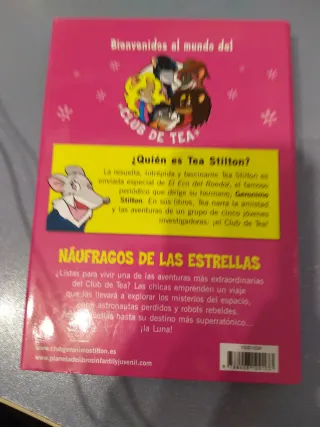 Bienvenidos al mundo del
CLUB DE TEA
¿Quién es Tea Stilton?
La resuelta, intrépida y fascinante Tea Stilton es
enviada especial de El Eco del Roedor, el famoso
periódico que dirige su hermano, Geronimo
Stilton. En sus libros, Tea narra la amistad
y las aventuras de un grupo de cinco jóvenes
investigadoras: ¡el Club de Tea!
NÁUFRAGOS DE LAS ESTRELLAS
¿Listas para vivir una de las aventuras más extraordinarias
del Club de Tea? Las chicas emprenden un viaje
que las llevará a explorar los misterios del espacio,
entre astronautas perdidos y robots rebeldes.
hasta su destino más superratónico...
¡la Luna!
www.clubgeronimostilton.es
www.planetadelibrosinfantilyjuvenil.com